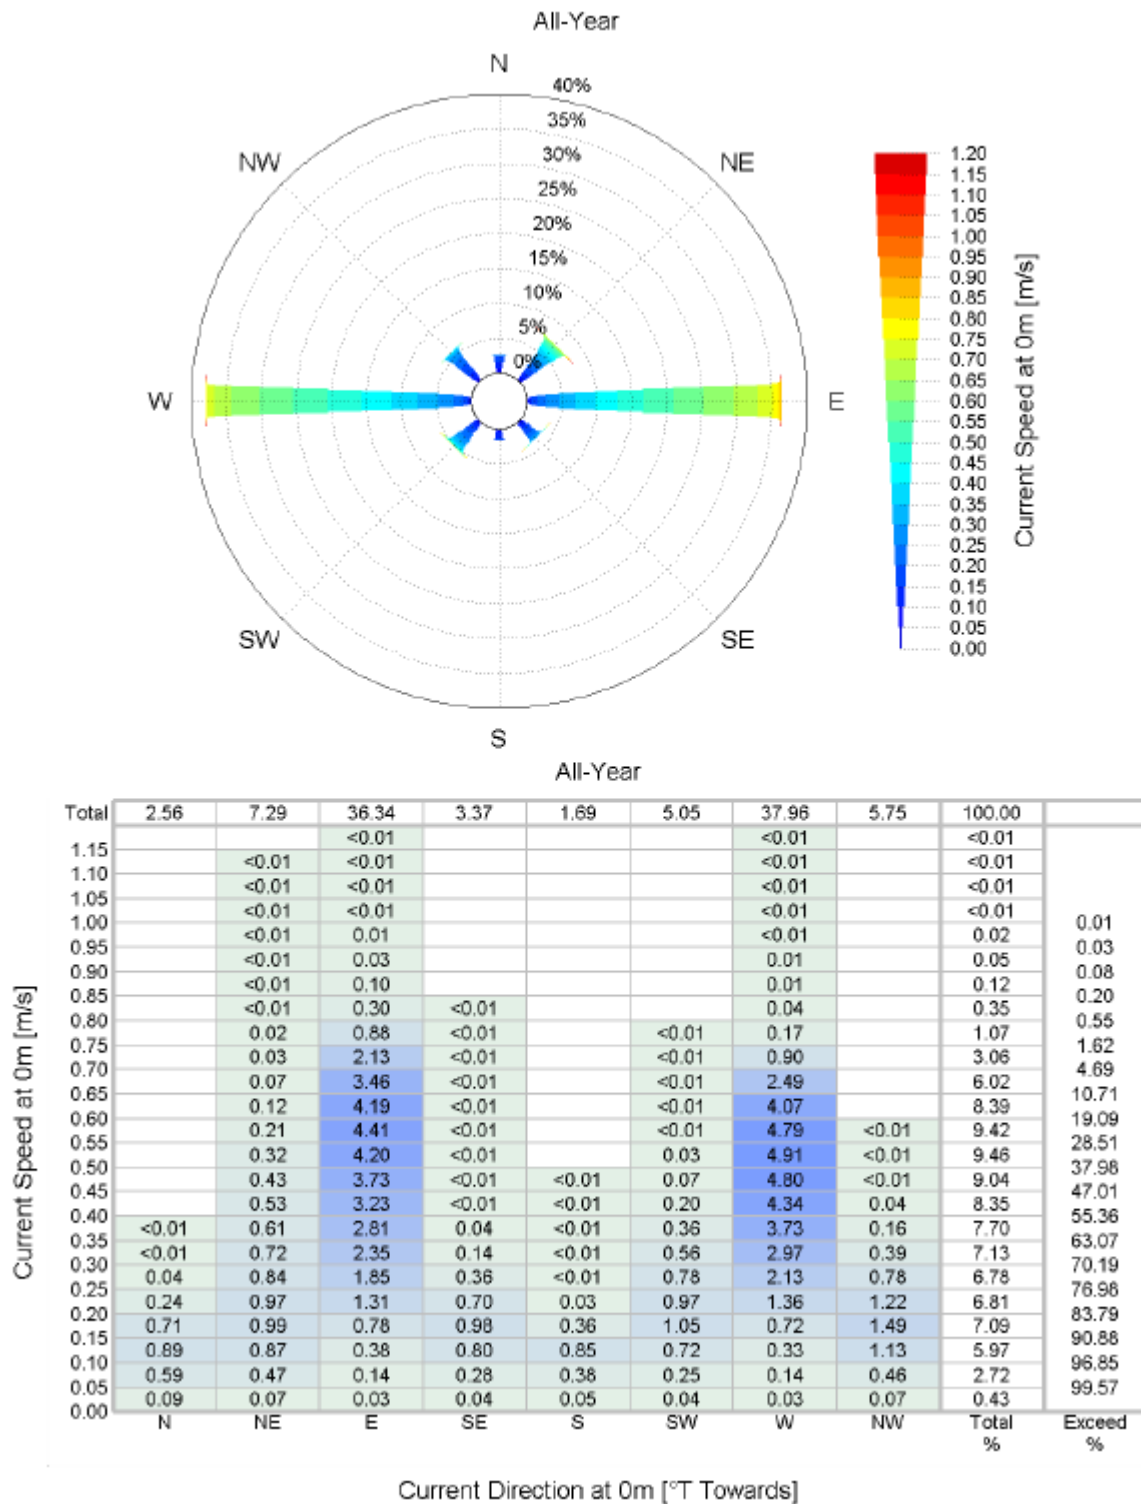 All-Year
N
40%
35%
30%
25%
20%
15%
10%
5%
0%
NW
NE
W
E
SW
SE
S
1.20
1.15
1.10
1.05
1.00
0.95
0.90
0.85
0.80
0.75
0.70
0.65
0.60
0.55
0.50
0.45
0.40
0.35
0.30
0.25
0.20
0.15
0.10
0.05
0.00
Current Speed at 0m [m/s]
All-Year
Total 2.56 7.29 36.34 3.37 1.69 5.05 37.96 5.75 100.00
<0.01 <0.01 <0.01
1.15
<0.01 <0.01 <0.01 <0.01
1.10
<0.01 <0.01 <0.01 <0.01
1.05
<0.01 <0.01 <0.01 <0.01
1.00 0.01
<0.01 0.01 <0.01 0.02
0.95 0.03
<0.01 0.03 0.01 0.05
0.90 0.08
<0.01 0.10 0.01 0.12
0.85 0.20
<0.01 0.30 <0.01 0.04 0.35
0.80 0.55
0.02 0.88 <0.01 <0.01 0.17 1.07
0.75 1.62
0.03 2.13 <0.01 <0.01 0.90 3.06
0.70 4.69
0.07 3.46 <0.01 <0.01 2.49 6.02
0.65 10.71
0.12 4.19 <0.01 <0.01 4.07 8.39
0.60 19.09
0.21 4.41 <0.01 <0.01 4.79 <0.01 9.42
0.55 28.51
0.32 4.20 <0.01 0.03 4.91 <0.01 9.46
0.50 37.98
0.43 3.73 <0.01 <0.01 0.07 4.80 <0.01 9.04
0.45 47.01
0.53 3.23 <0.01 <0.01 0.20 4.34 0.04 8.35
0.40 55.36
<0.01 0.61 2.81 0.04 <0.01 0.36 3.73 0.16 7.70
0.35 63.07
<0.01 0.72 2.35 0.14 <0.01 0.56 2.97 0.39 7.13
0.30 70.19
0.04 0.84 1.85 0.36 <0.01 0.78 2.13 0.78 6.78
0.25 76.98
0.24 0.97 1.31 0.70 0.03 0.97 1.36 1.22 6.81
0.20 83.79
0.71 0.99 0.78 0.98 0.36 1.05 0.72 1.49 7.09
0.15 90.88
0.89 0.87 0.38 0.80 0.85 0.72 0.33 1.13 5.97
0.10 96.85
0.59 0.47 0.14 0.28 0.38 0.25 0.14 0.46 2.72
0.05 99.57
0.09 0.07 0.03 0.04 0.05 0.04 0.03 0.07 0.43
0.00
N NE E SE S SW W NW Total Exceed
% %
Current Speed at 0m [m/s]
Current Direction at 0m [°T Towards]